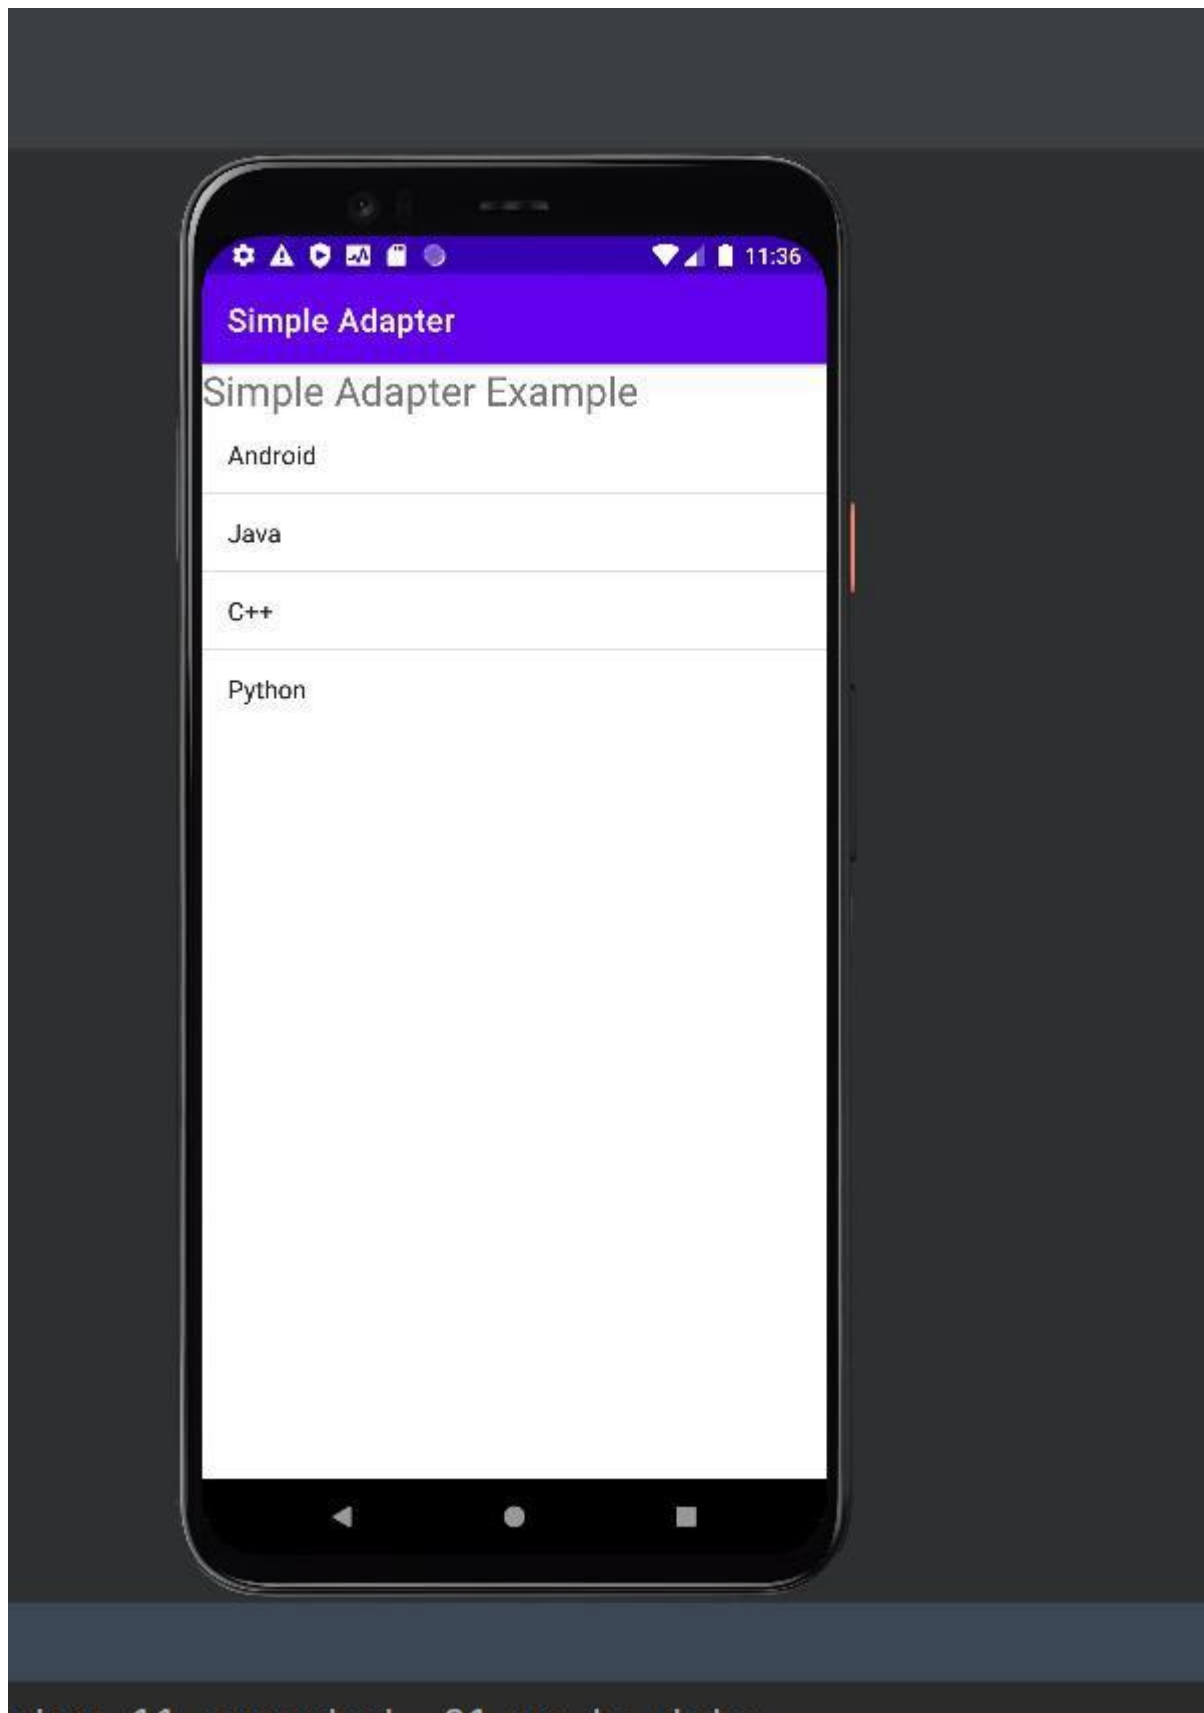 11:36
Simple Adapter
Simple Adapter Example
Android
Java
C++
Python